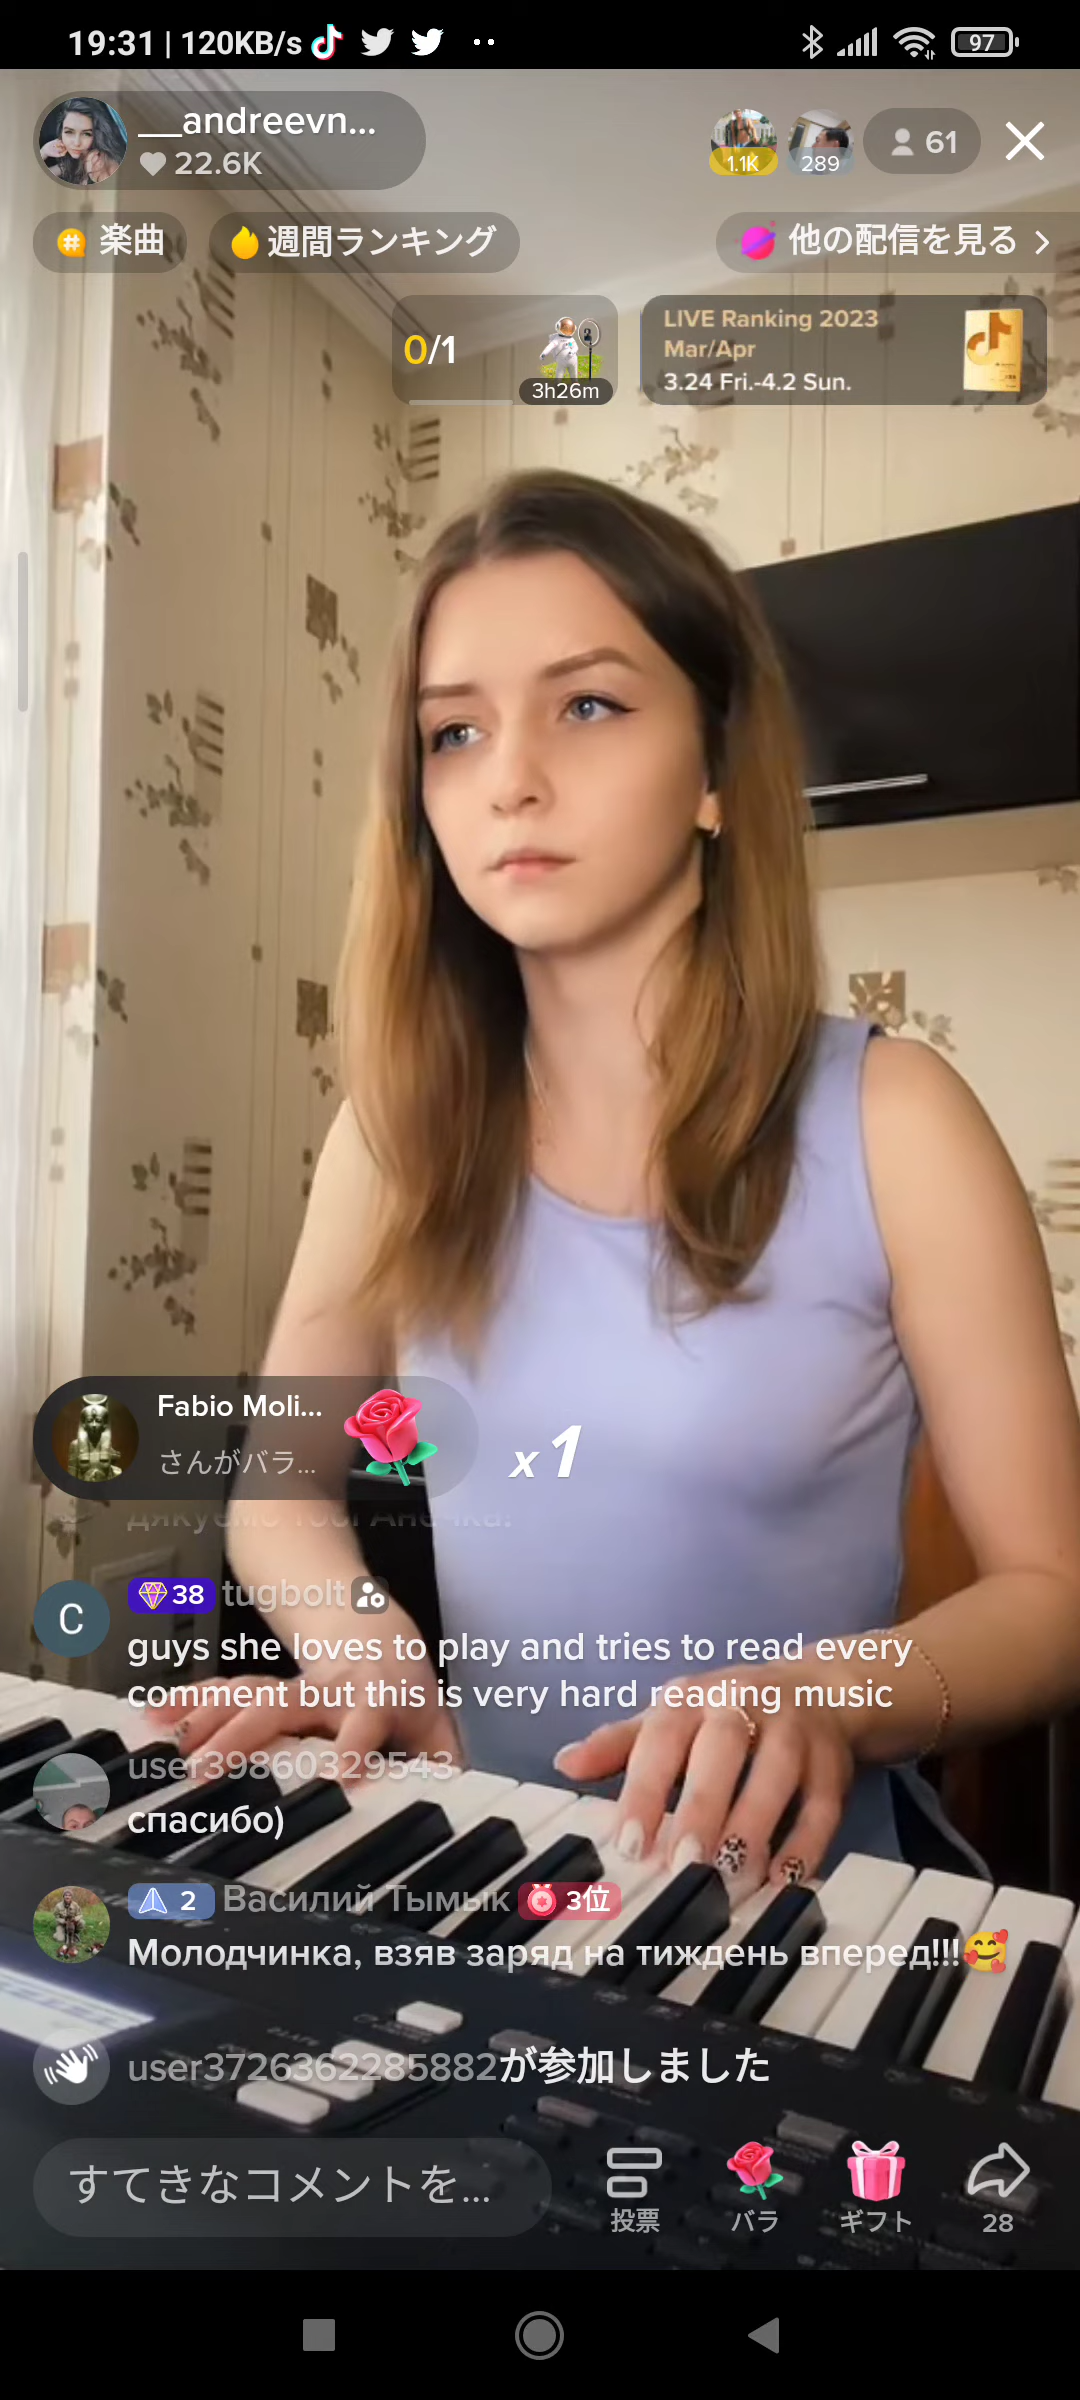 19:31 | 120KB/s
97
__andreevn...
22.6K
1.1K
289
61
楽曲
週間ランキング
他の配信を見る
0/1
3h26m
LIVE Ranking 2023
Mar/Apr
3.24 Fri.-4.2 Sun.
Fabio Moli...
さんがバラ...
x 1
дякуємо тобі Анечка!
38 tugbolt
guys she loves to play and tries to read every
comment but this is very hard reading music
user39860329543
спасибо)
2 Василий Тымык 3位
Молодчинка, взяв заряд на тиждень вперед!!!🥰
user3726362285882が参加しました
すてきなコメントを...
投票
バラ
ギフト
28